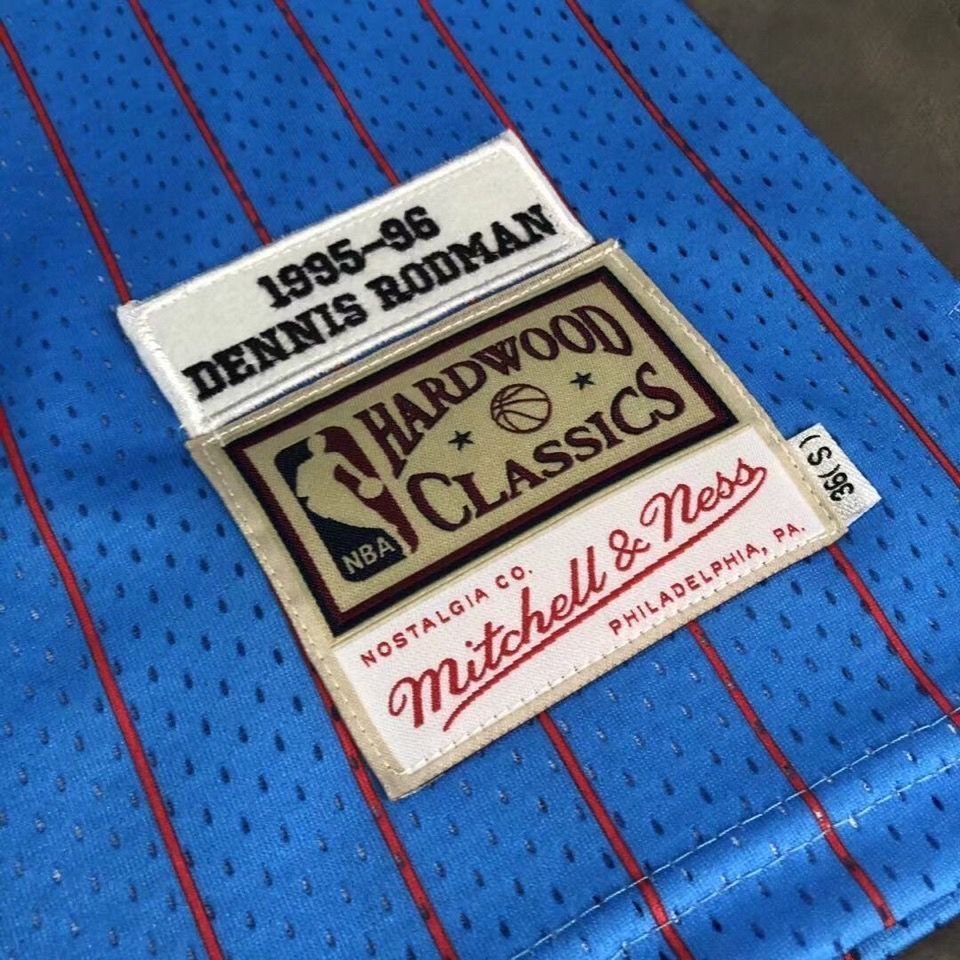 1995-96
DENNIS RODMAN
HARDWOOD
CLASSICS
NBA
NOSTALGIA CO.
Mitchell & Ness
PHILADELPHIA, PA.
36(S)